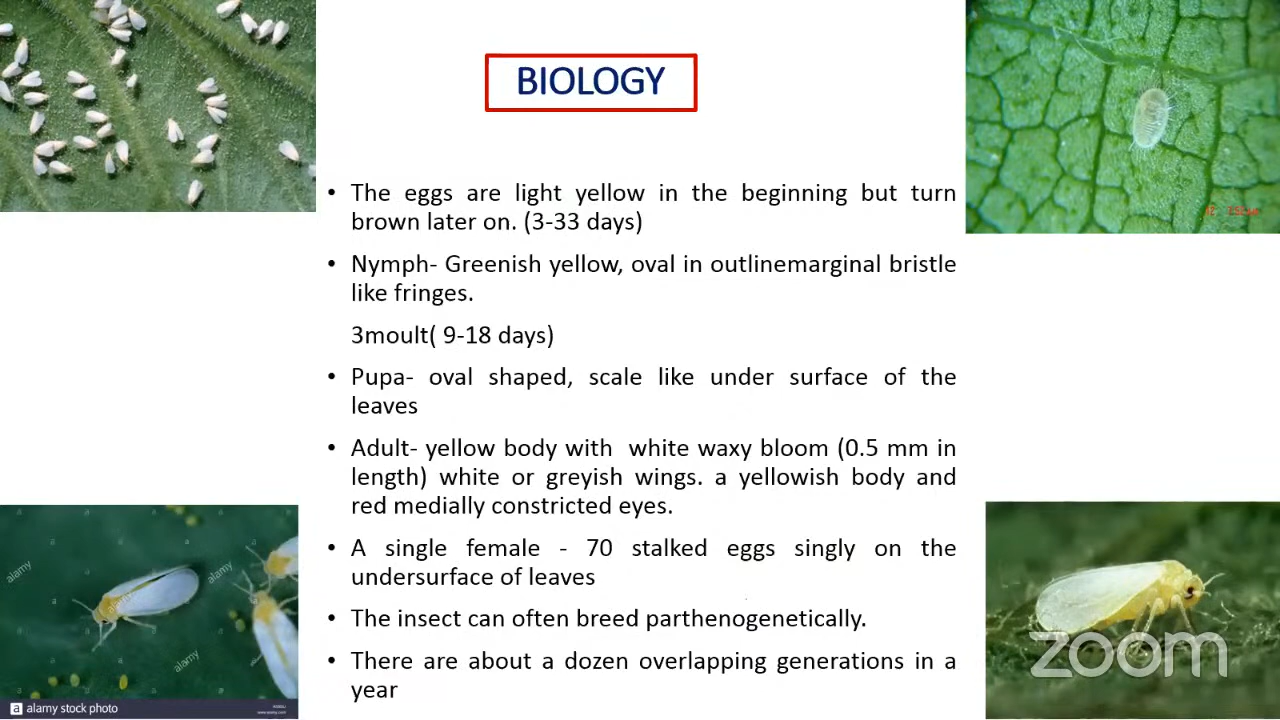 BIOLOGY
• The eggs are light yellow in the beginning but turn
brown later on. (3-33 days)
• Nymph- Greenish yellow, oval in outlinemarginal bristle
like fringes.
3moult( 9-18 days)
• Pupa- oval shaped, scale like under surface of the
leaves
• Adult- yellow body with white waxy bloom (0.5 mm in
length) white or greyish wings. a yellowish body and
red medially constricted eyes.
• A single female - 70 stalked eggs singly on the
undersurface of leaves
• The insect can often breed parthenogenetically.
• There are about a dozen overlapping generations in a
year
alamy
alamy
alamy
alamy
a alamy stock photo
zoom